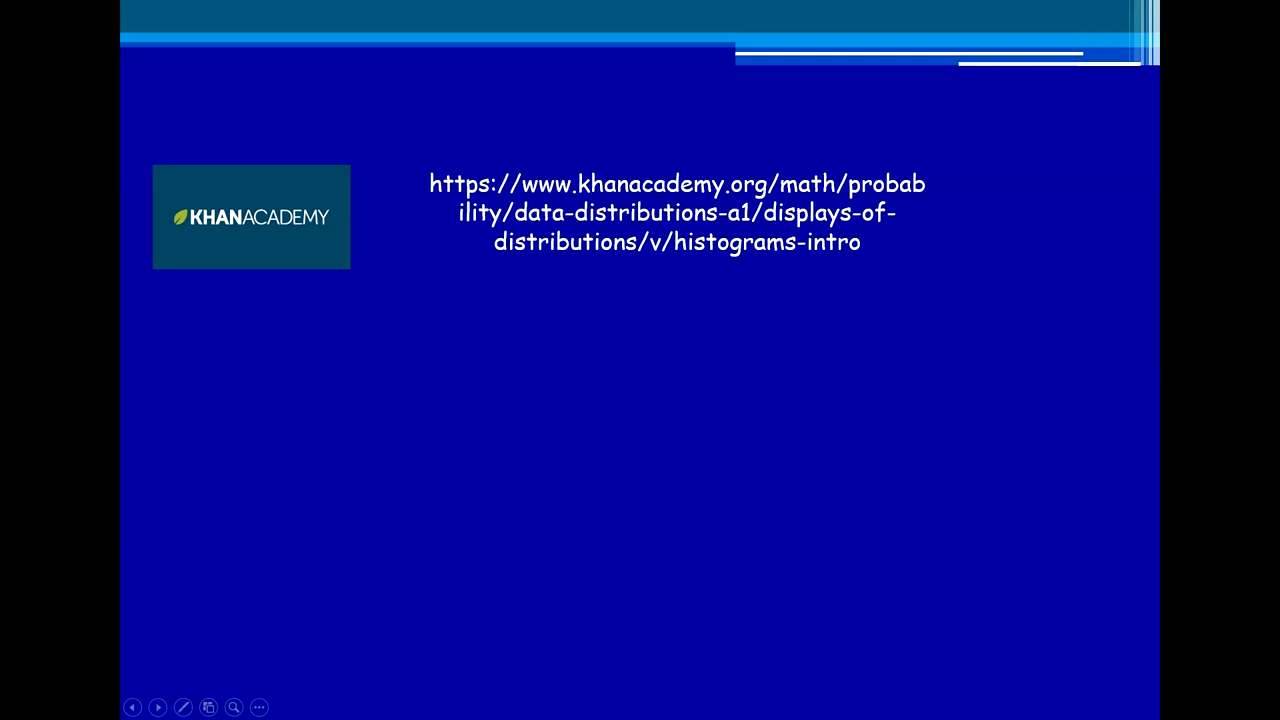 KHANACADEMY
https://www.khanacademy.org/math/probab
ility/data-distributions-a1/displays-of-
distributions/v/histograms-intro